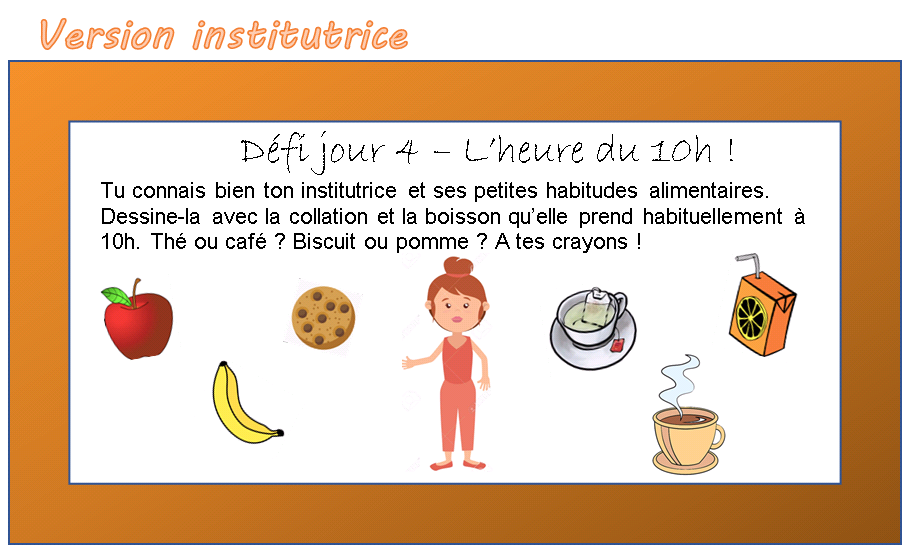 Version institutrice
Défi jour 4 – L'heure du 10h !
Tu connais bien ton institutrice et ses petites habitudes alimentaires.
Dessine-la avec la collation et la boisson qu'elle prend habituellement à
10h. Thé ou café ? Biscuit ou pomme ? A tes crayons !